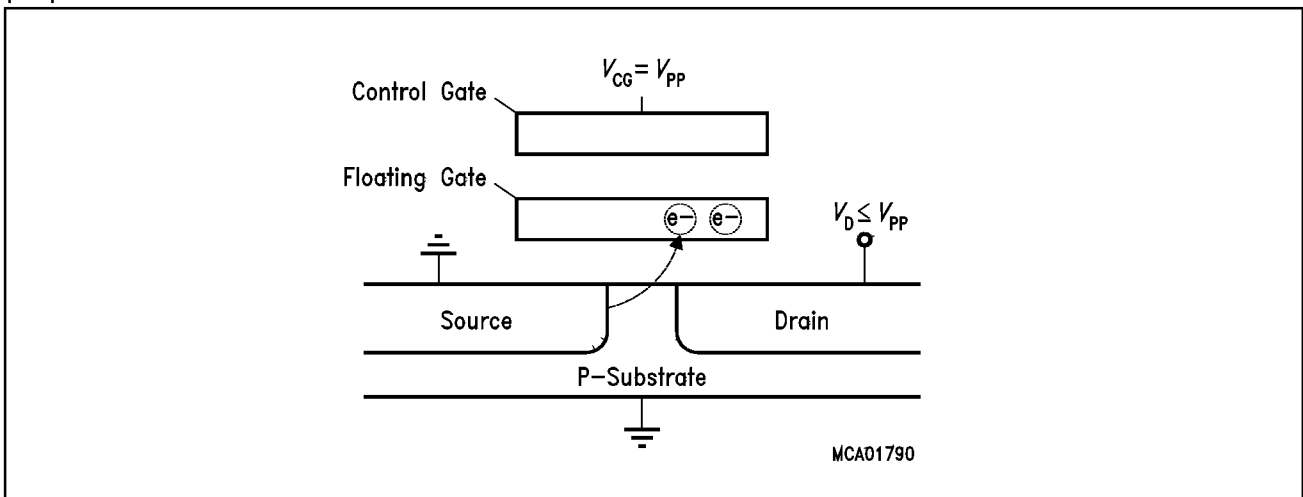 V_CG = V_PP
Control Gate
Floating Gate
e- e-
V_D ≤ V_PP
Source
Drain
P-Substrate
MCA01790